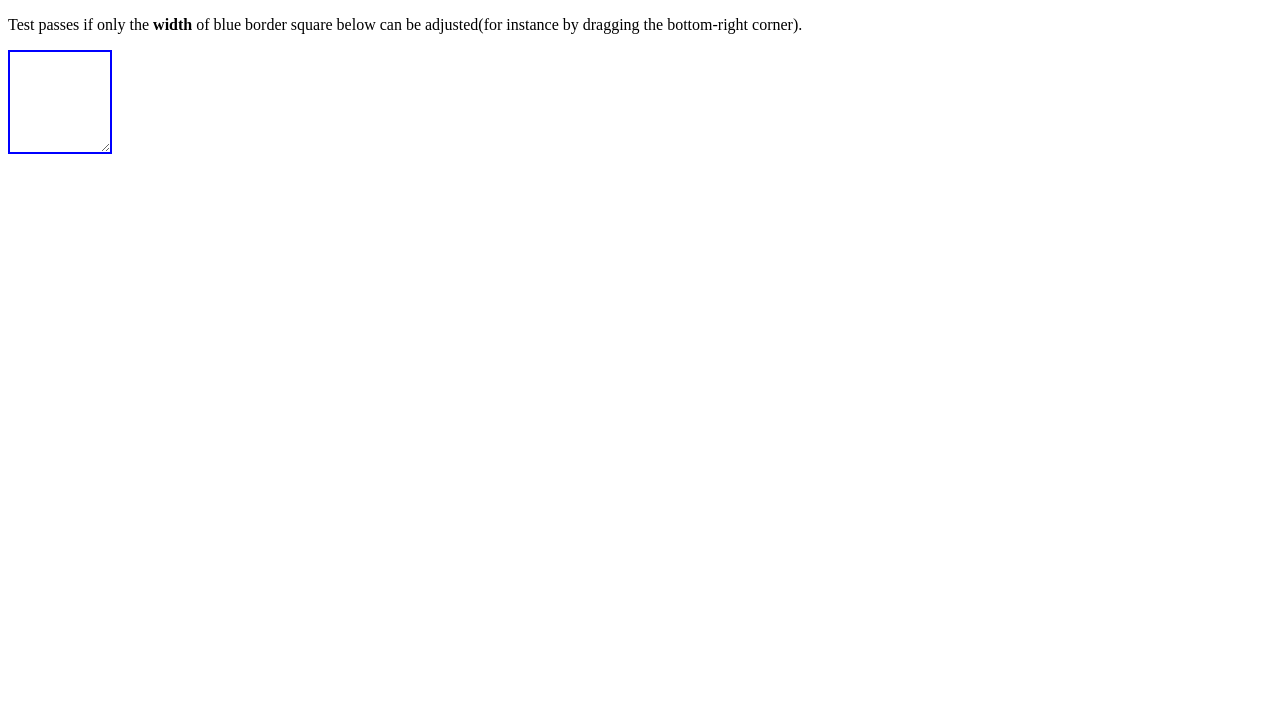 Test passes if only the width of blue border square below can be adjusted(for instance by dragging the bottom-right corner).